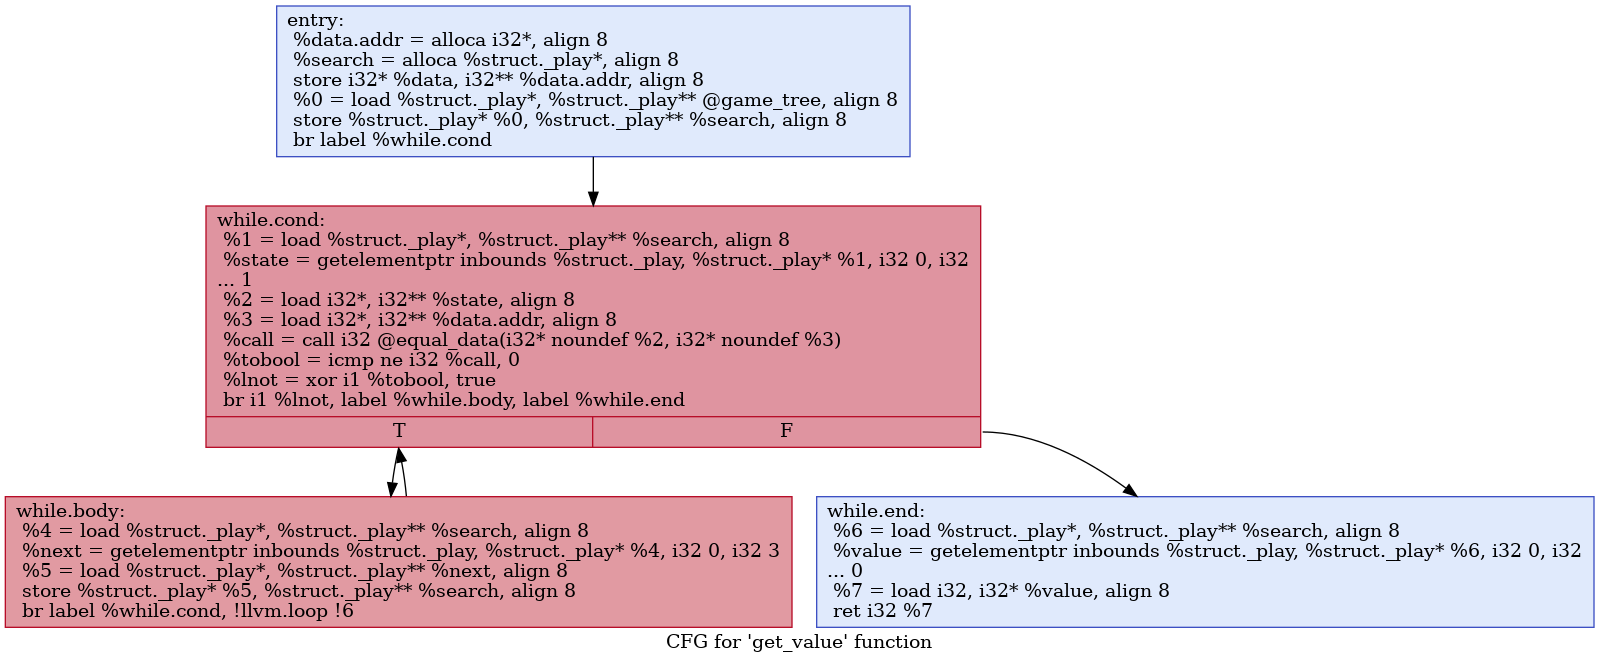 entry:
%data.addr = alloca i32*, align 8
%search = alloca %struct._play*, align 8
store i32* %data, i32** %data.addr, align 8
%0 = load %struct._play*, %struct._play** @game_tree, align 8
store %struct._play* %0, %struct._play** %search, align 8
br label %while.cond
while.cond:
%1 = load %struct._play*, %struct._play** %search, align 8
%state = getelementptr inbounds %struct._play, %struct._play* %1, i32 0, i32
... 1
%2 = load i32*, i32** %state, align 8
%3 = load i32*, i32** %data.addr, align 8
%call = call i32 @equal_data(i32* noundef %2, i32* noundef %3)
%tobool = icmp ne i32 %call, 0
%lnot = xor i1 %tobool, true
br i1 %lnot, label %while.body, label %while.end
T
F
while.body:
%4 = load %struct._play*, %struct._play** %search, align 8
%next = getelementptr inbounds %struct._play, %struct._play* %4, i32 0, i32 3
%5 = load %struct._play*, %struct._play** %next, align 8
store %struct._play* %5, %struct._play** %search, align 8
br label %while.cond, !llvm.loop !6
while.end:
%6 = load %struct._play*, %struct._play** %search, align 8
%value = getelementptr inbounds %struct._play, %struct._play* %6, i32 0, i32
... 0
%7 = load i32, i32* %value, align 8
ret i32 %7
CFG for 'get_value' function